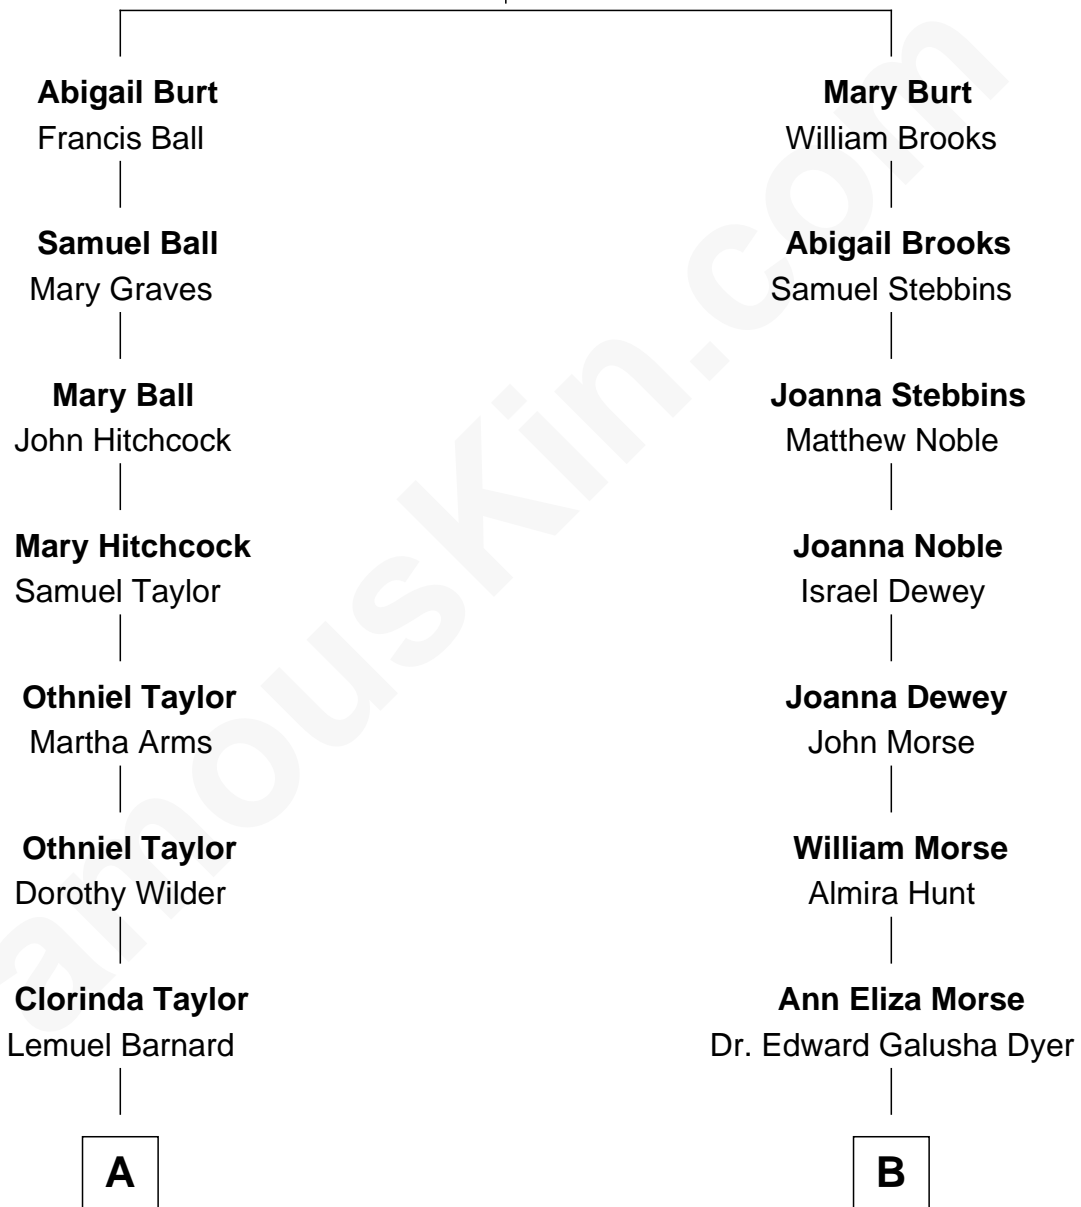 Abigail Burt
Francis Ball
Samuel Ball
Mary Graves
Mary Ball
John Hitchcock
Mary Hitchcock
Samuel Taylor
Othniel Taylor
Martha Arms
Othniel Taylor
Dorothy Wilder
Clorinda Taylor
Lemuel Barnard
A
Mary Burt
William Brooks
Abigail Brooks
Samuel Stebbins
Joanna Stebbins
Matthew Noble
Joanna Noble
Israel Dewey
Joanna Dewey
John Morse
William Morse
Almira Hunt
Ann Eliza Morse
Dr. Edward Galusha Dyer
B
amousKin.com